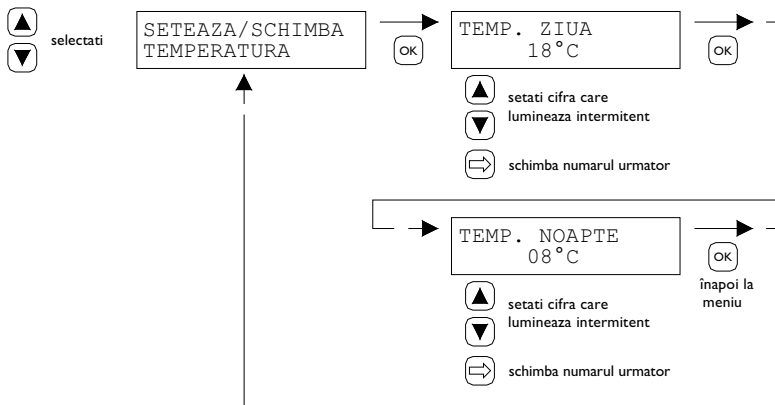 selectati
SETEAZA/SCHIMBA
TEMPERATURA
OK
TEMP. ZIUA
18°C
OK
setati cifra care
lumineaza intermitent
schimba numarul urmator
TEMP. NOAPTE
08°C
OK
înapoi la
meniu
setati cifra care
lumineaza intermitent
schimba numarul urmator